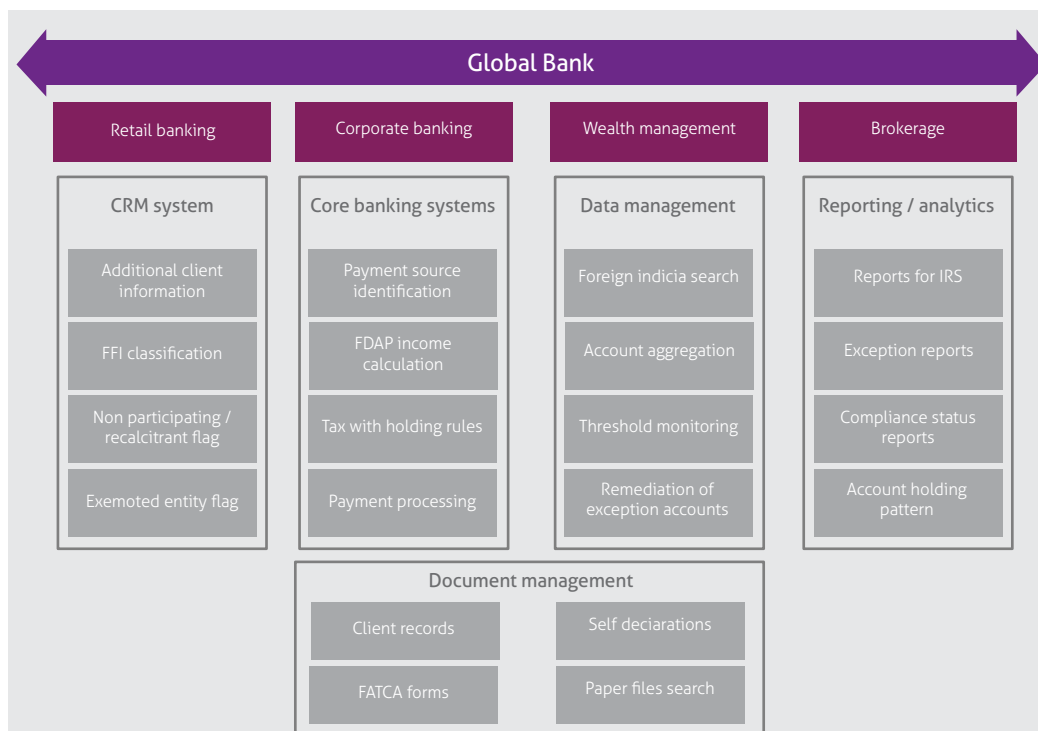 Global Bank
Retail banking
Corporate banking
Wealth management
Brokerage
CRM system
Additional client
information
FFI classification
Non participating /
recalcitrant flag
Exemoted entity flag
Core banking systems
Payment source
identification
FDAP income
calculation
Tax with holding rules
Payment processing
Data management
Foreign indicia search
Account aggregation
Threshold monitoring
Remediation of
exception accounts
Reporting / analytics
Reports for IRS
Exception reports
Compliance status
reports
Account holding
pattern
Document management
Client records
Self deciarations
FATCA forms
Paper files search